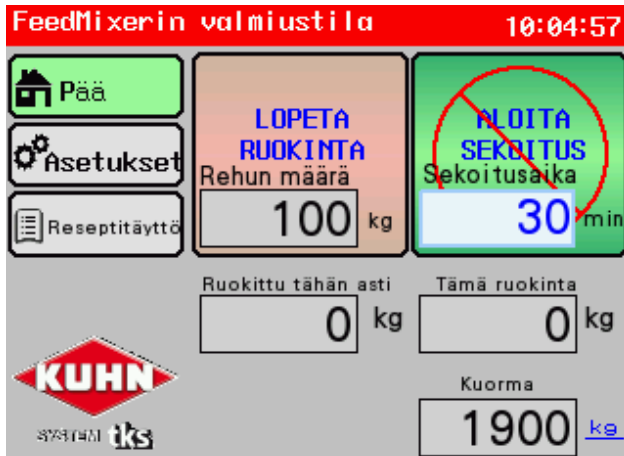 FeedMixerin valmiustila 10:04:57
Pää
Asetukset
Reseptitäyttö
LOPETA
RUOKINTA
Rehun määrä
100 kg
ALOITA
SEKOITUS
Sekoitusaika
30 min
Ruokittu tähän asti
0 kg
Tämä ruokinta
0 kg
Kuorma
1900 kg
KUHN
SYSTEM tks